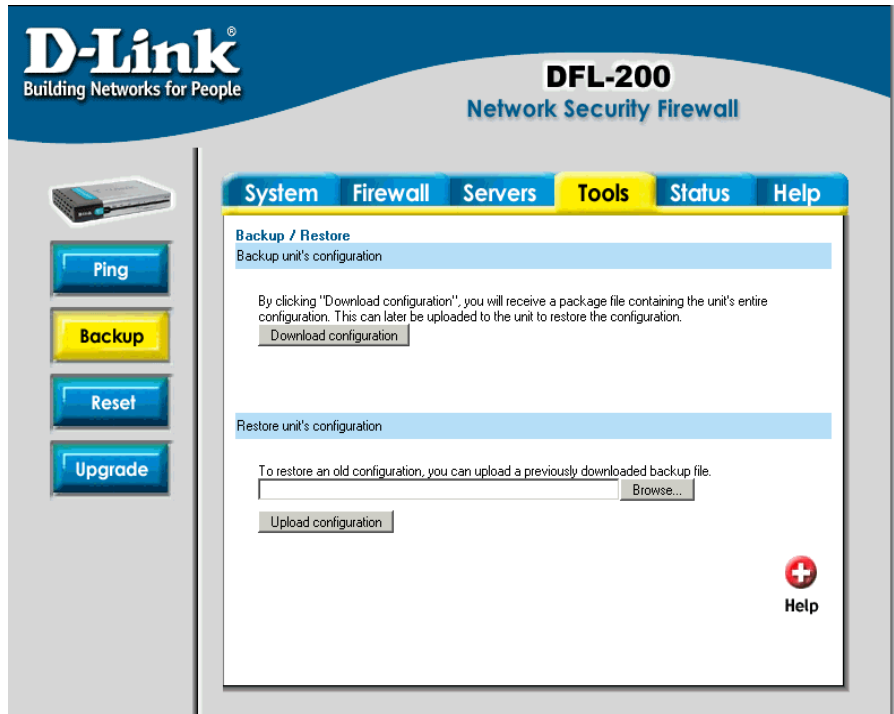 D-Link®
Building Networks for People
DFL-200
Network Security Firewall
System Firewall Servers Tools Status Help
Ping
Backup
Reset
Upgrade
Backup / Restore
Backup unit's configuration
By clicking "Download configuration", you will receive a package file containing the unit's entire
configuration. This can later be uploaded to the unit to restore the configuration.
Download configuration
Restore unit's configuration
To restore an old configuration, you can upload a previously downloaded backup file.
Browse...
Upload configuration
Help